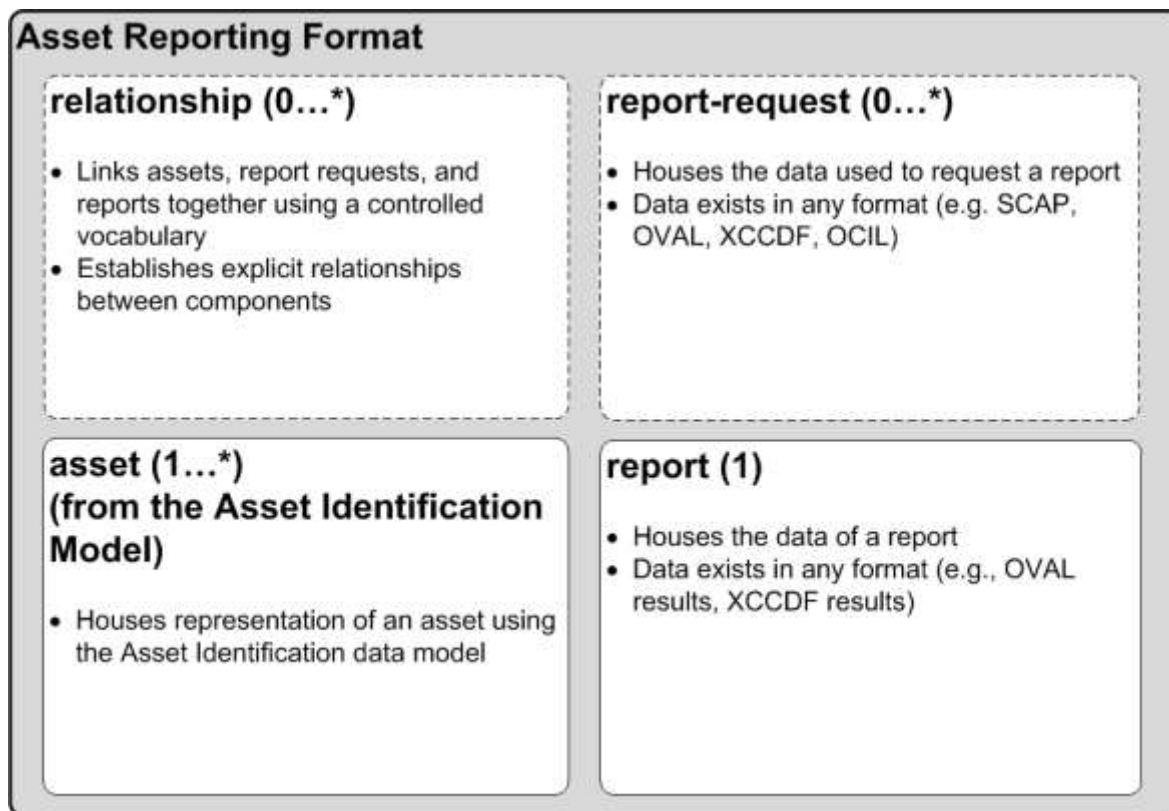 Asset Reporting Format
relationship (0…*)
• Links assets, report requests, and
reports together using a controlled
vocabulary
• Establishes explicit relationships
between components
report-request (0…*)
• Houses the data used to request a report
• Data exists in any format (e.g. SCAP,
OVAL, XCCDF, OCIL)
asset (1…*)
(from the Asset Identification
Model)
• Houses representation of an asset using
the Asset Identification data model
report (1)
• Houses the data of a report
• Data exists in any format (e.g., OVAL
results, XCCDF results)